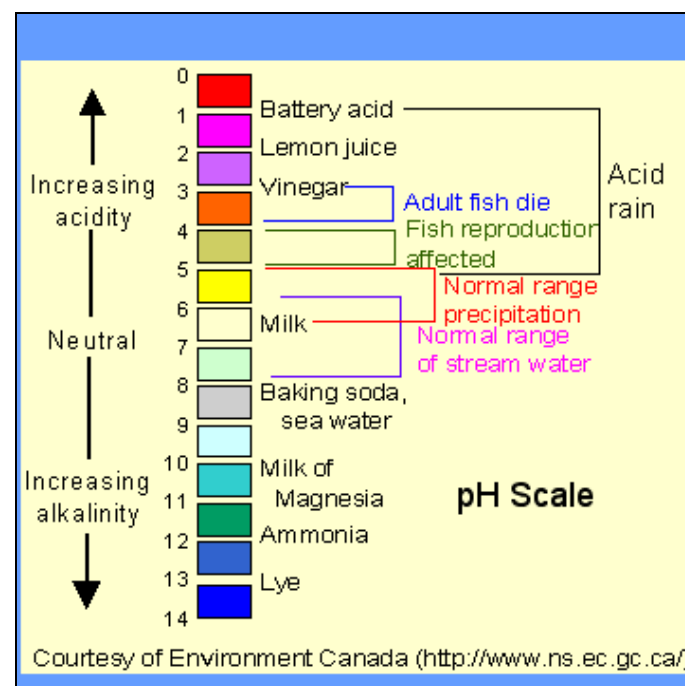 0
1
2
3
4
5
6
7
8
9
10
11
12
13
14
Increasing
acidity
Neutral
Increasing
alkalinity
Battery acid
Lemon juice
Vinegar
Milk
Baking soda,
sea water
Milk of
Magnesia
Ammonia
Lye
Adult fish die
Fish reproduction
affected
Normal range
precipitation
Normal range
of stream water
Acid
rain
pH Scale
Courtesy of Environment Canada (http://www.ns.ec.gc.ca/